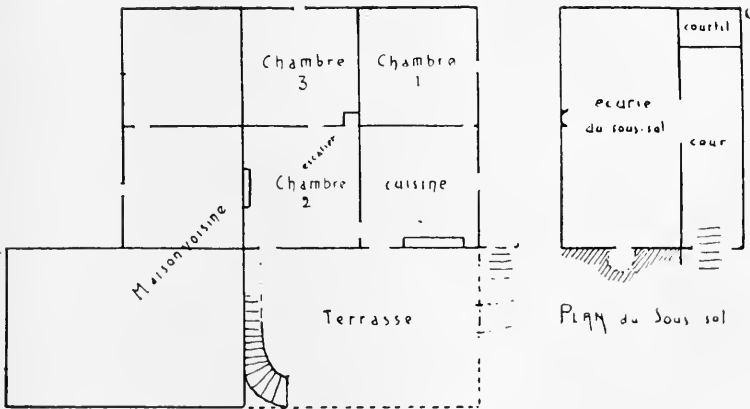 Chambre
3
Chambre
1
escalier
Chambre
2
cuisine
Maison voisine
Terrasse
courtil
ecurie
du sous-sol
cour
PLAN du Sous sol